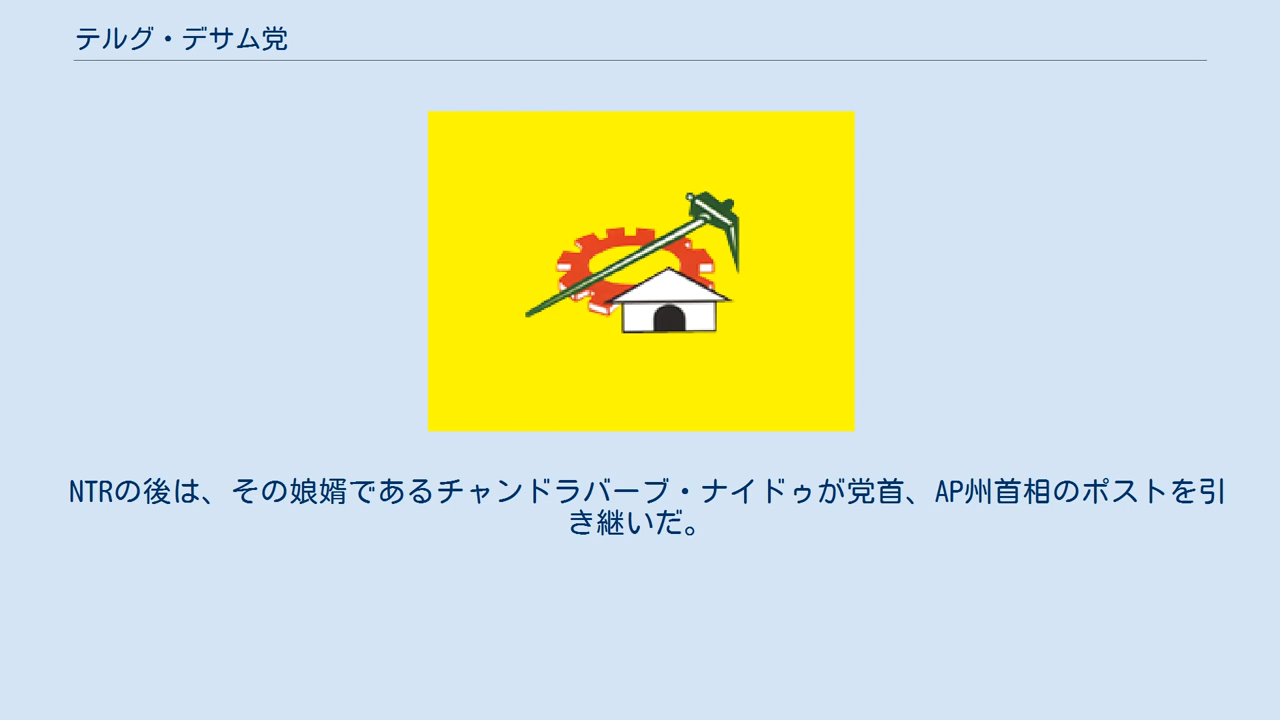 テルグ・デサム党
NTRの後は、その娘婿であるチャンドラバーブ・ナイドゥが党首、AP州首相のポストを引
き継いだ。